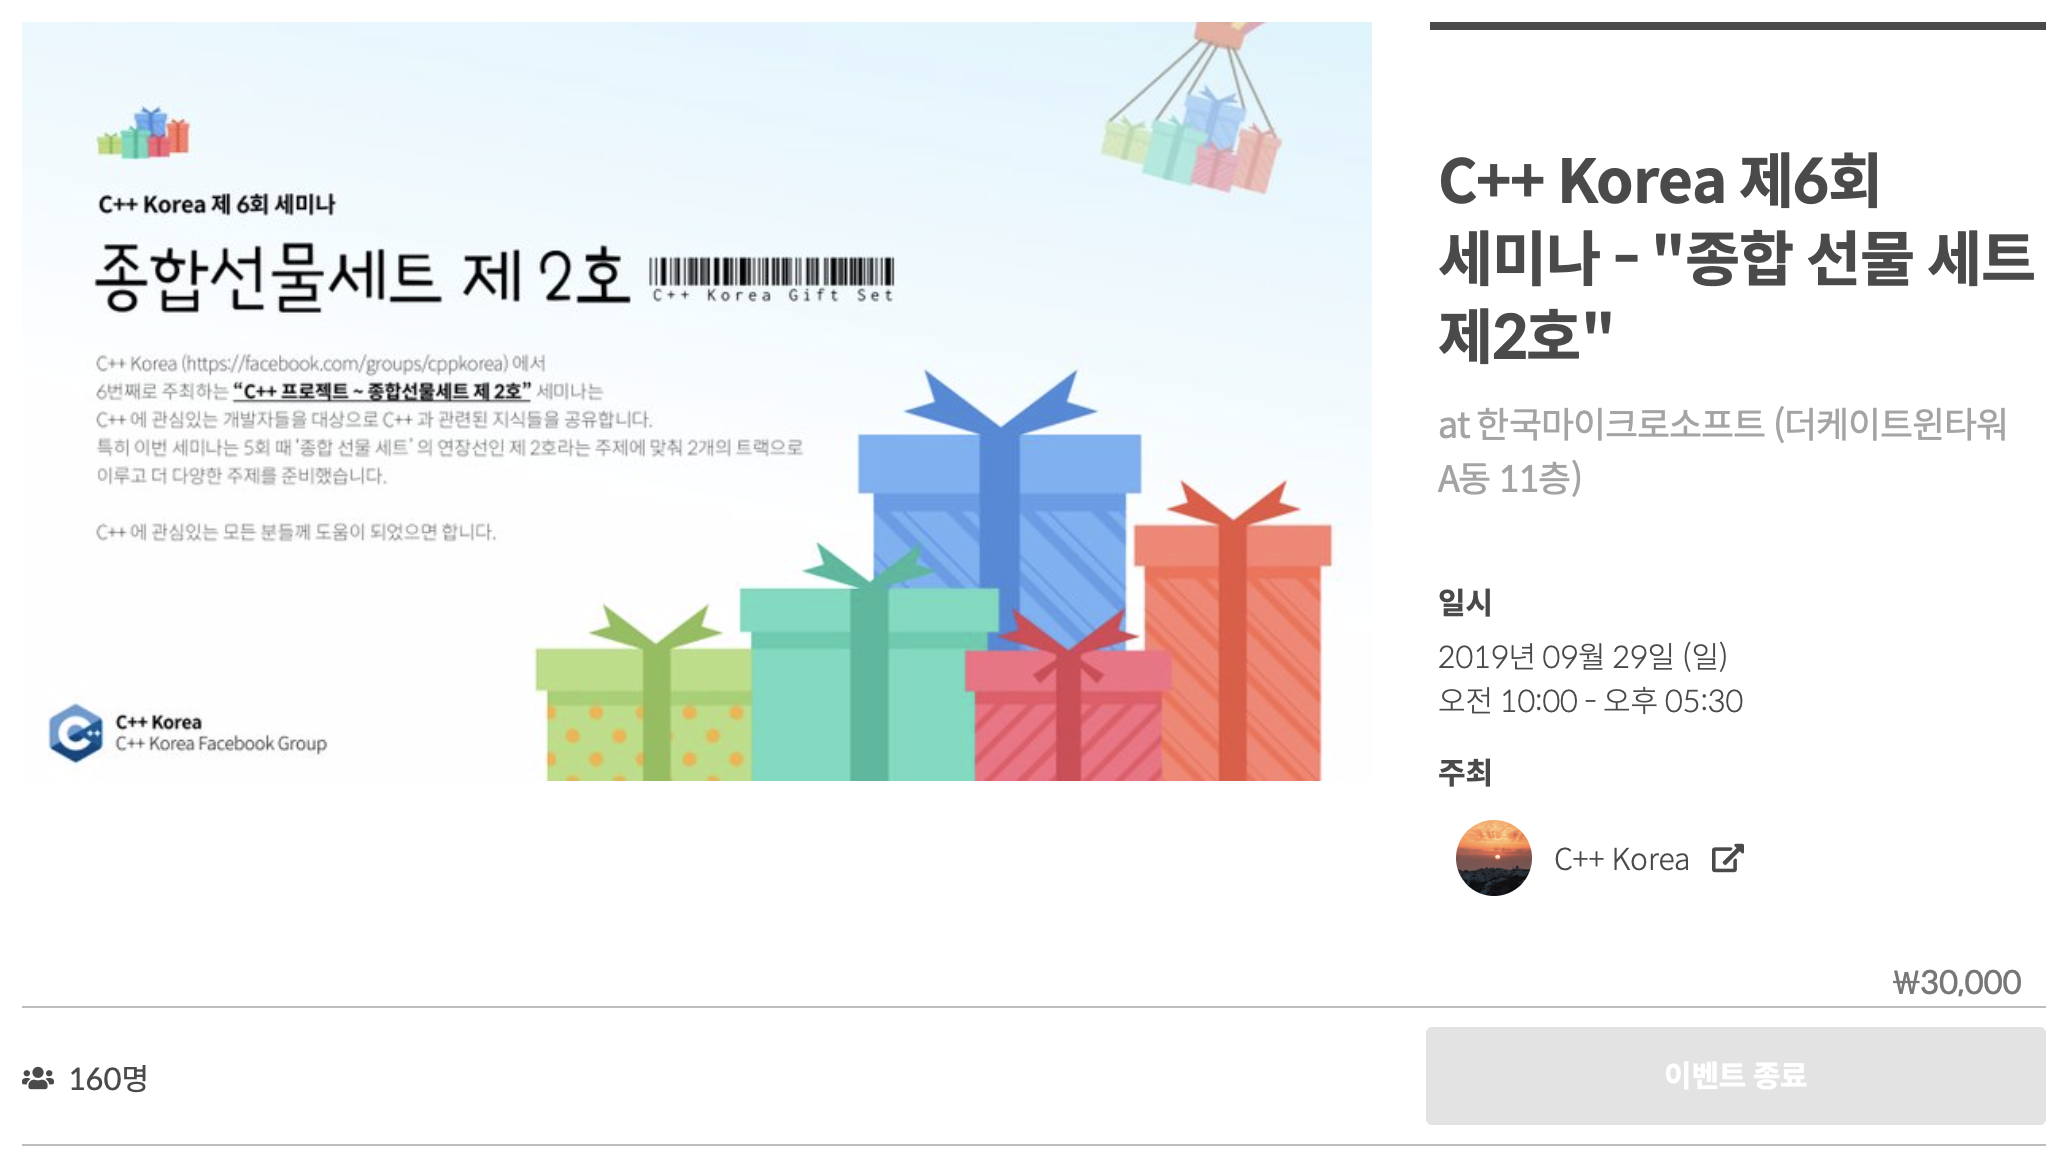 C++ Korea 제 6회 세미나
종합선물세트 제 2호
C++ Korea Gift Set
C++ Korea (https://facebook.com/groups/cppkorea) 에서
6번째로 주최하는 “C++ 프로젝트 ~ 종합선물세트 제 2호” 세미나는
C++ 에 관심있는 개발자들을 대상으로 C++ 과 관련된 지식들을 공유합니다.
특히 이번 세미나는 5회 때 ‘종합 선물 세트’ 의 연장선인 제 2호라는 주제에 맞춰 2개의 트랙으로
이루고 더 다양한 주제를 준비했습니다.
C++ 에 관심있는 모든 분들께 도움이 되었으면 합니다.
C++ Korea
C++ Korea Facebook Group
C++ Korea 제6회
세미나 - "종합 선물 세트
제2호"
at 한국마이크로소프트 (더케이트윈타워
A동 11층)
일시
2019년 09월 29일 (일)
오전 10:00 - 오후 05:30
주최
C++ Korea
₩30,000
160명
이벤트 종료